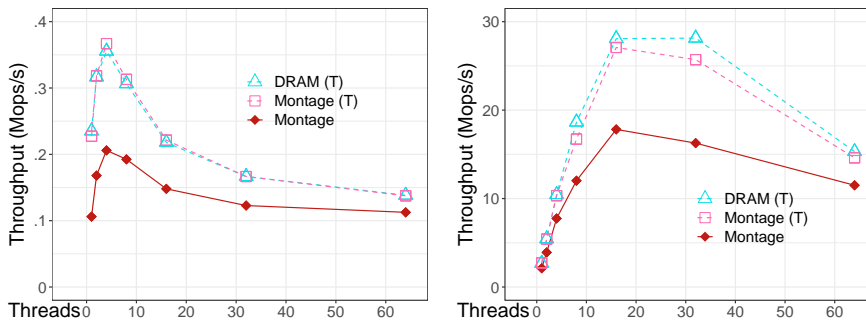 Throughput (Mops/s)
.4
.3
.2
.1
0
DRAM (T)
Montage (T)
Montage
Threads
0 10 20 30 40 50 60
Throughput (Mops/s)
30
20
10
0
DRAM (T)
Montage (T)
Montage
Threads
0 10 20 30 40 50 60